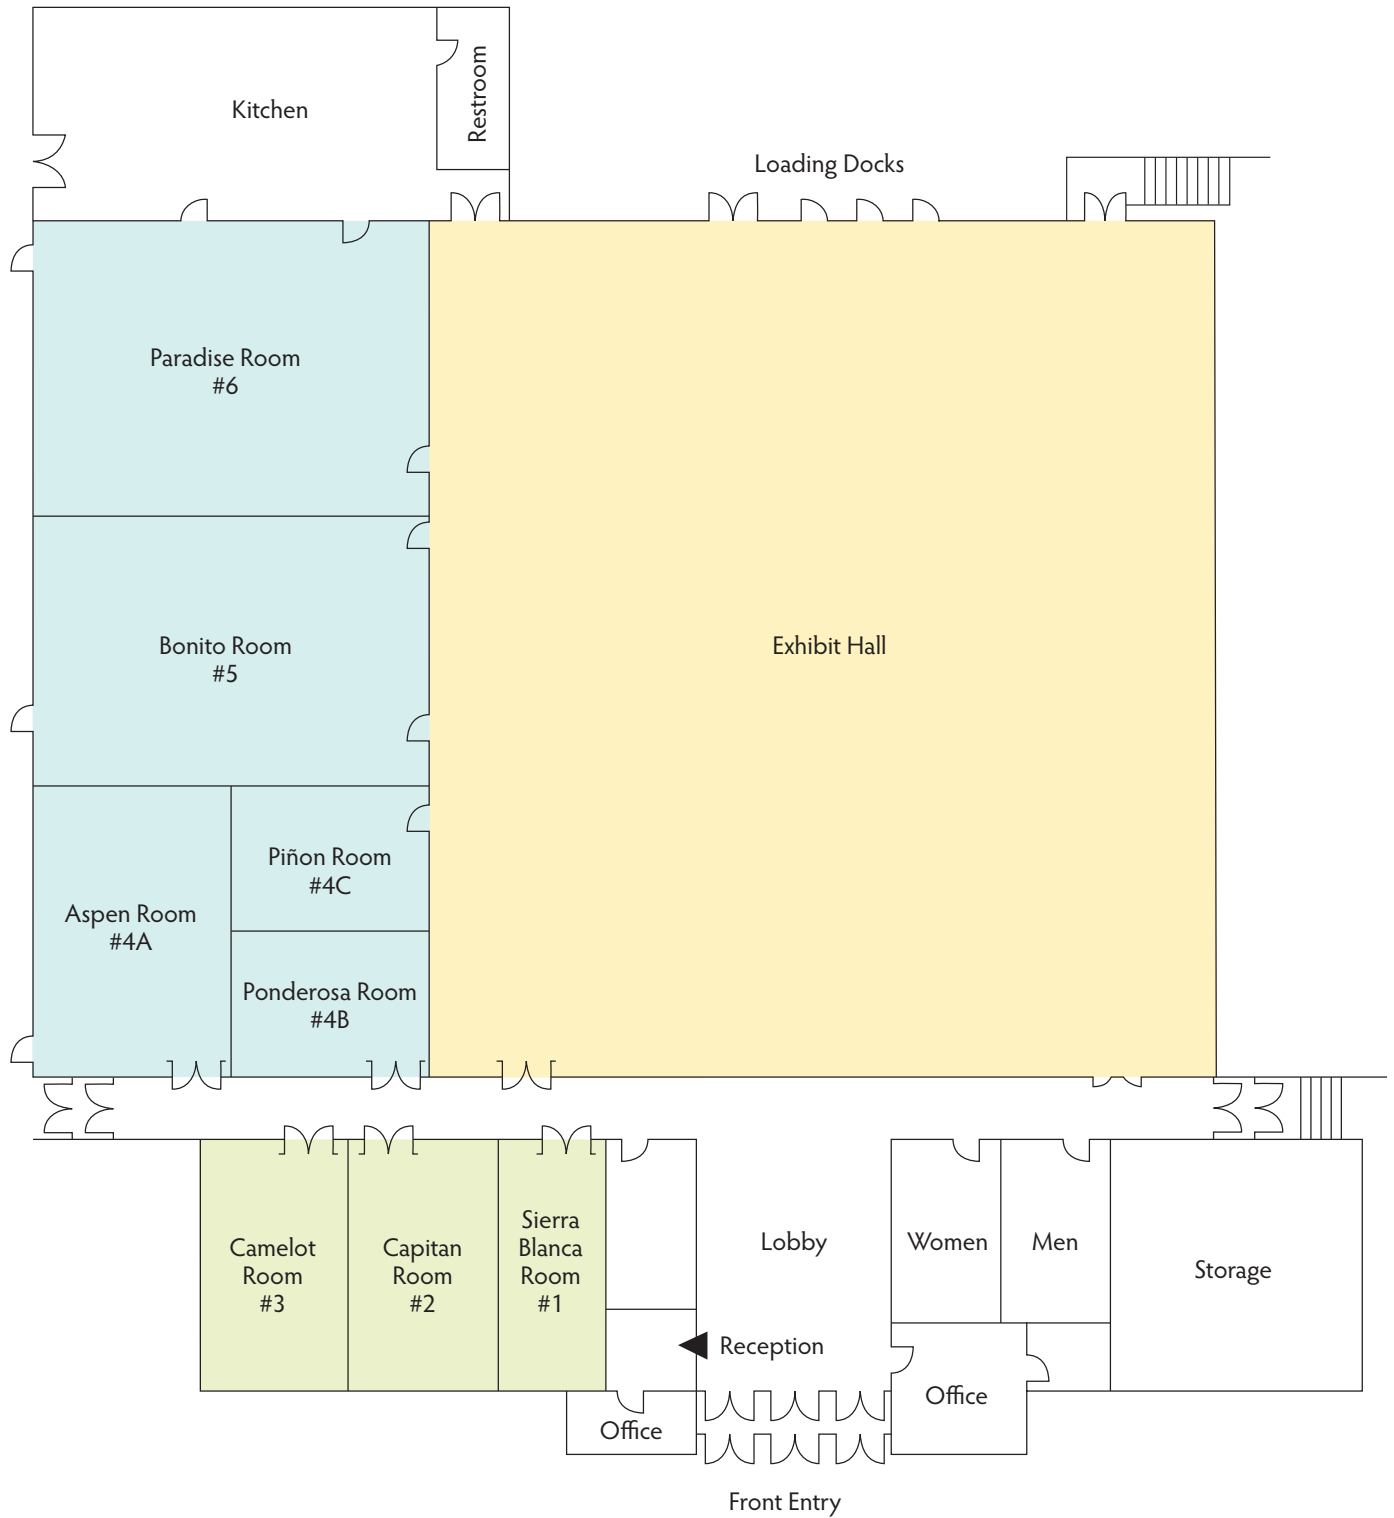 Kitchen
Restroom
Loading Docks
Paradise Room
#6
Bonito Room
#5
Exhibit Hall
Piñon Room
#4C
Aspen Room
#4A
Ponderosa Room
#4B
Camelot
Room
#3
Capitan
Room
#2
Sierra
Blanca
Room
#1
Lobby
Women
Men
Storage
Reception
Office
Office
Front Entry